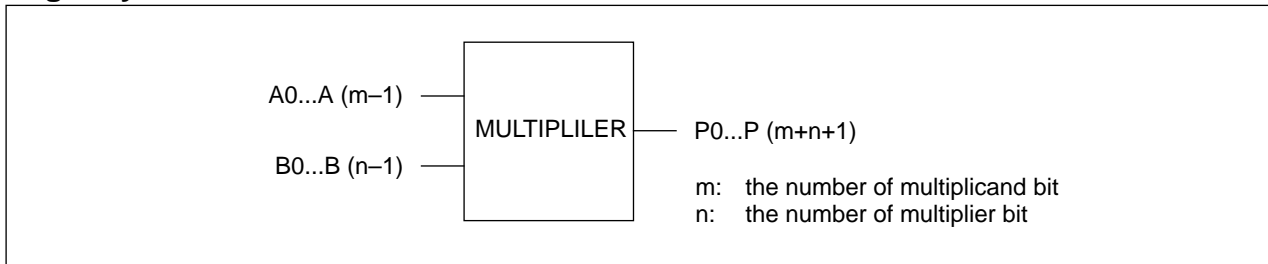 A0...A (m–1)
MULTIPLILER
P0...P (m+n+1)
B0...B (n–1)
m: the number of multiplicand bit
n: the number of multiplier bit